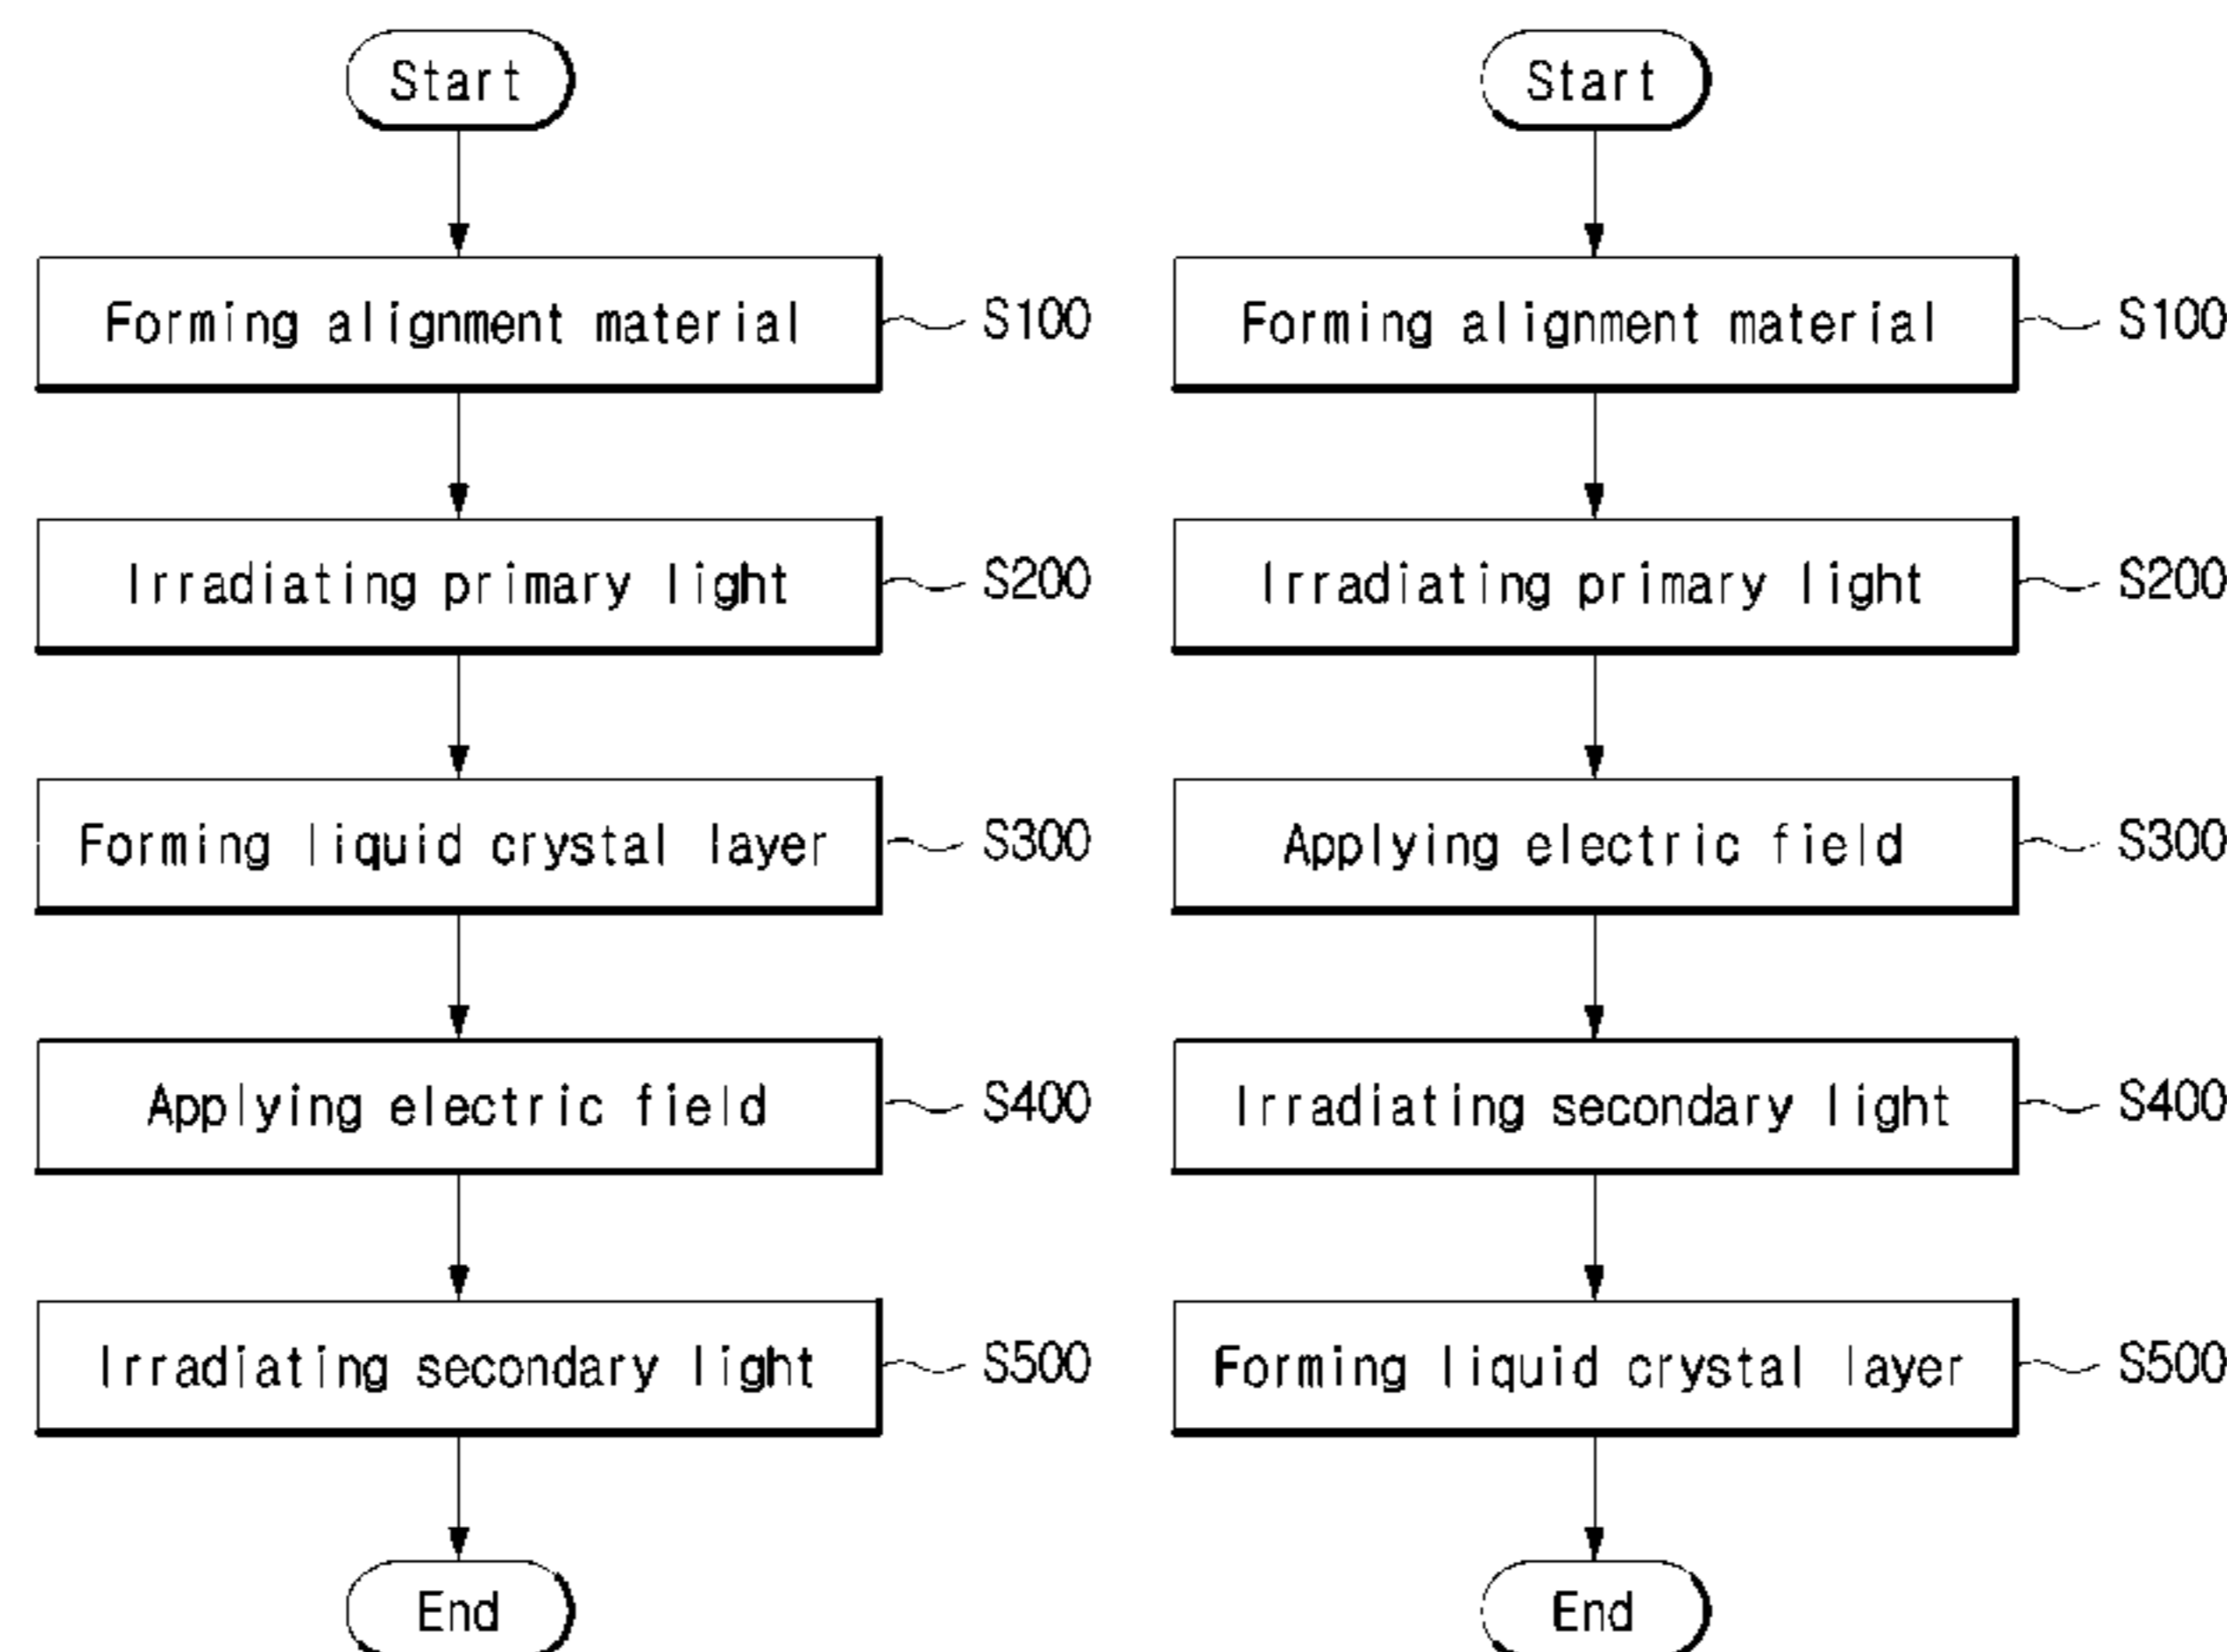 Start
Forming alignment material
S100
Irradiating primary light
S200
Forming liquid crystal layer
S300
Applying electric field
S400
Irradiating secondary light
S500
End
Start
Forming alignment material
S100
Irradiating primary light
S200
Applying electric field
S300
Irradiating secondary light
S400
Forming liquid crystal layer
S500
End